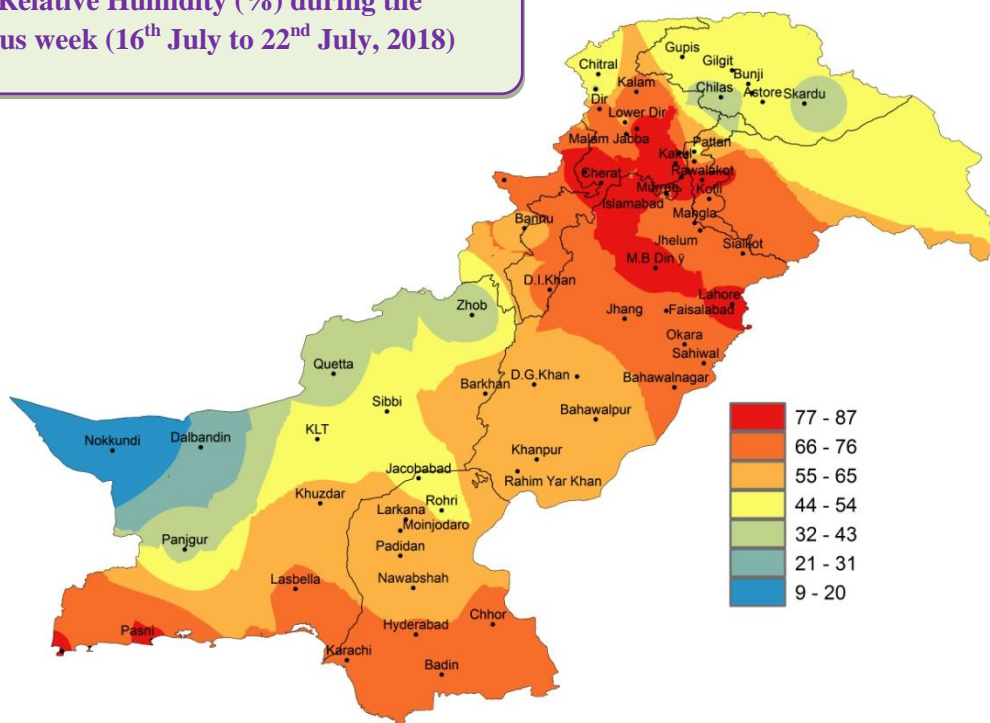 Relative Humidity (%) during the
us week (16th July to 22nd July, 2018)
Gupis
Gilgit
Chitral
Bunji
Kalam
Chilas
Astore
Skardu
Dir
Lower Dir
Malam Jabba
Pattan
Kakul
Cherat
Rawalakot
Murree
Kotli
Islamabad
Mangla
Bannu
Jhelum
Sialkot
M.B Din ÿ
D.I.Khan
Zhob
Lahore
Jhang
Faisalabad
Okara
Sahiwal
Quetta
D.G.Khan
Bahawalnagar
Barkhan
Sibbi
Bahawalpur
77 - 87
Nokkundi
Dalbandin
KLT
66 - 76
Khanpur
Jacobabad
Rahim Yar Khan
55 - 65
Khuzdar
Rohri
44 - 54
Larkana
Moinjodaro
32 - 43
Panjgur
Padidan
21 - 31
Lasbella
Nawabshah
9 - 20
Chhor
Pasni
Hyderabad
Karachi
Badin